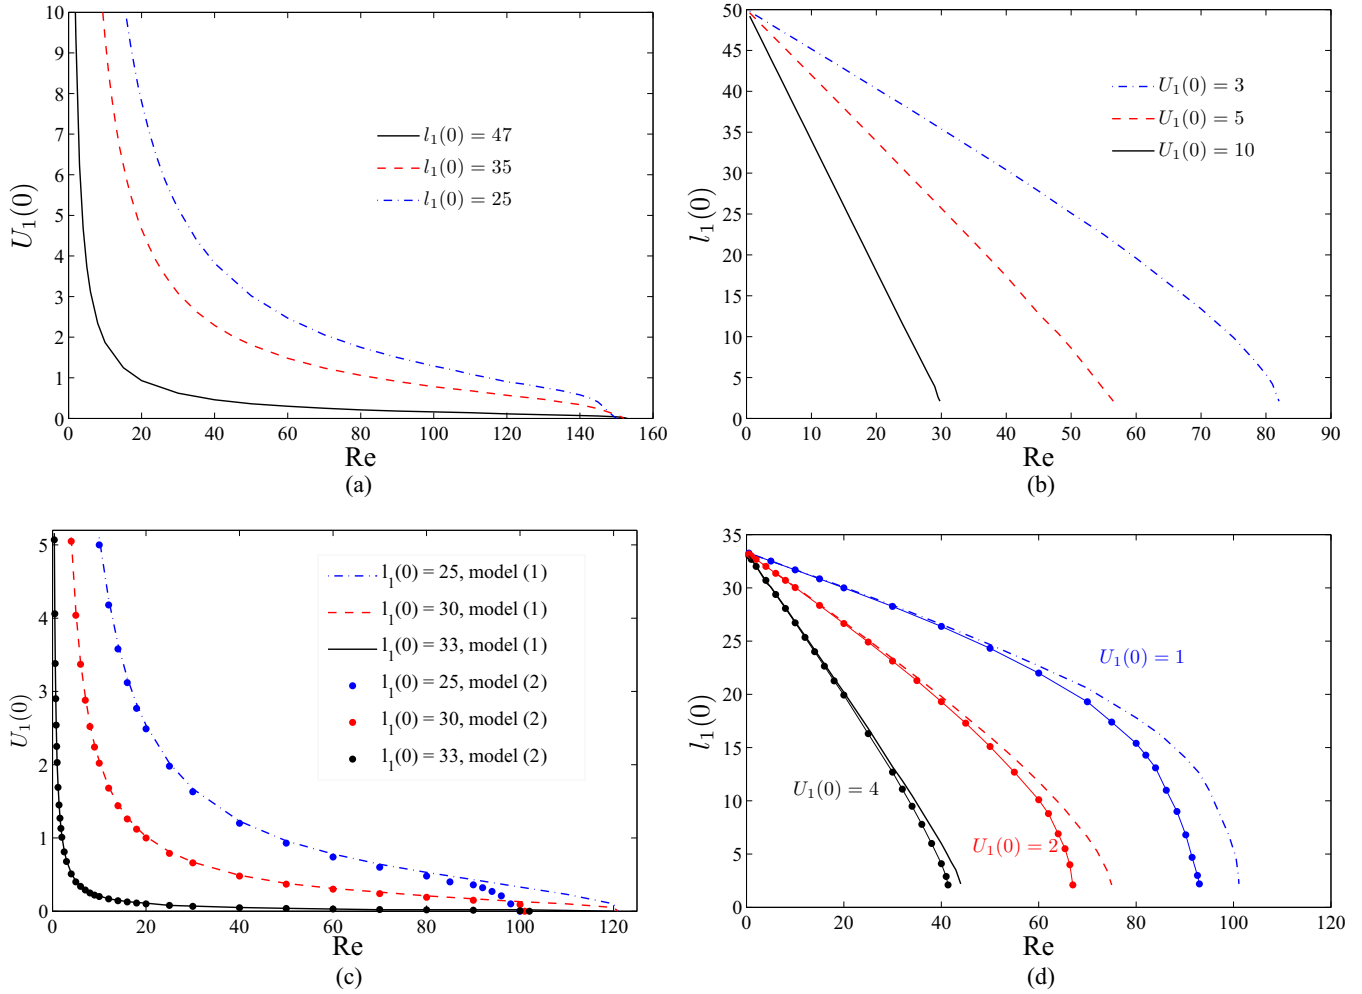 10
9
8
7
6
5
4
3
2
1
0
U₁(0)
l₁(0) = 47
l₁(0) = 35
l₁(0) = 25
0 20 40 60 80 100 120 140 160
Re
(a)
50
45
40
35
30
25
20
15
10
5
0
l₁(0)
U₁(0) = 3
U₁(0) = 5
U₁(0) = 10
0 10 20 30 40 50 60 70 80 90
Re
(b)
5
4
3
2
1
0
U₁(0)
l₁(0) = 25, model (1)
l₁(0) = 30, model (1)
l₁(0) = 33, model (1)
l₁(0) = 25, model (2)
l₁(0) = 30, model (2)
l₁(0) = 33, model (2)
0 20 40 60 80 100 120
Re
(c)
35
30
25
20
15
10
5
0
l₁(0)
U₁(0) = 1
U₁(0) = 4
U₁(0) = 2
0 20 40 60 80 100 120
Re
(d)